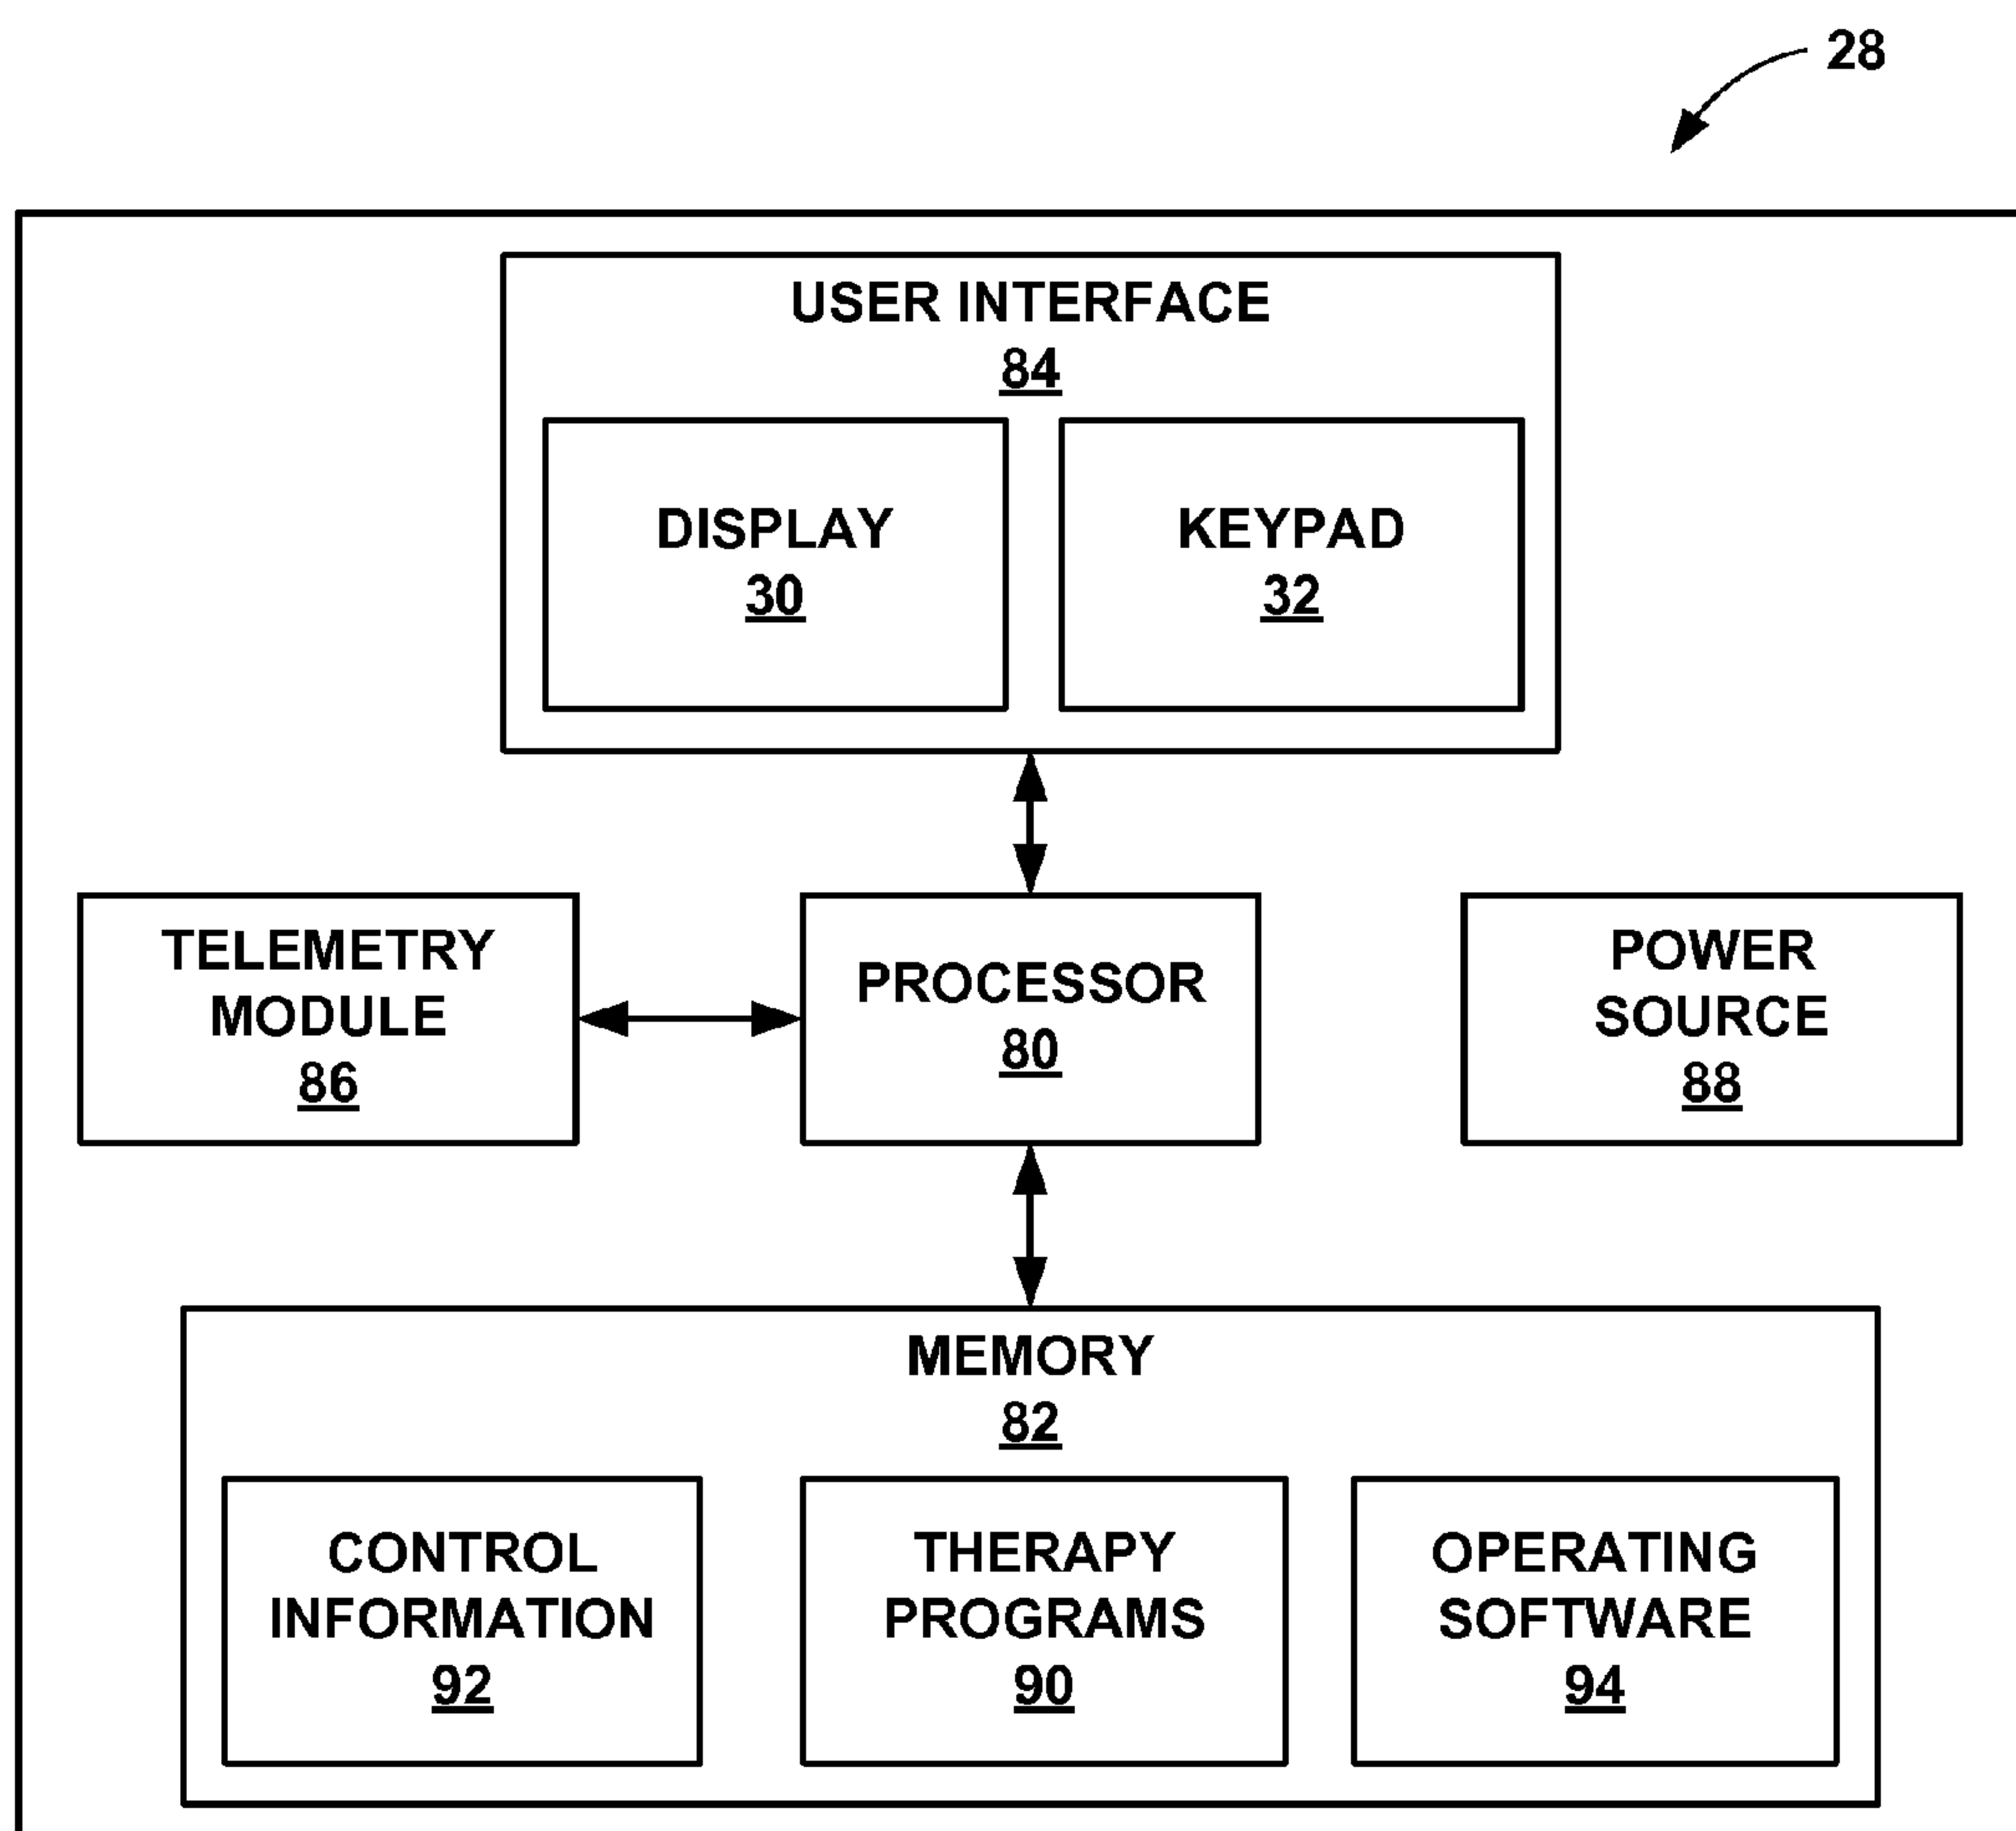 28
USER INTERFACE
84
DISPLAY
30
KEYPAD
32
TELEMETRY
MODULE
86
PROCESSOR
80
POWER
SOURCE
88
MEMORY
82
CONTROL
INFORMATION
92
THERAPY
PROGRAMS
90
OPERATING
SOFTWARE
94